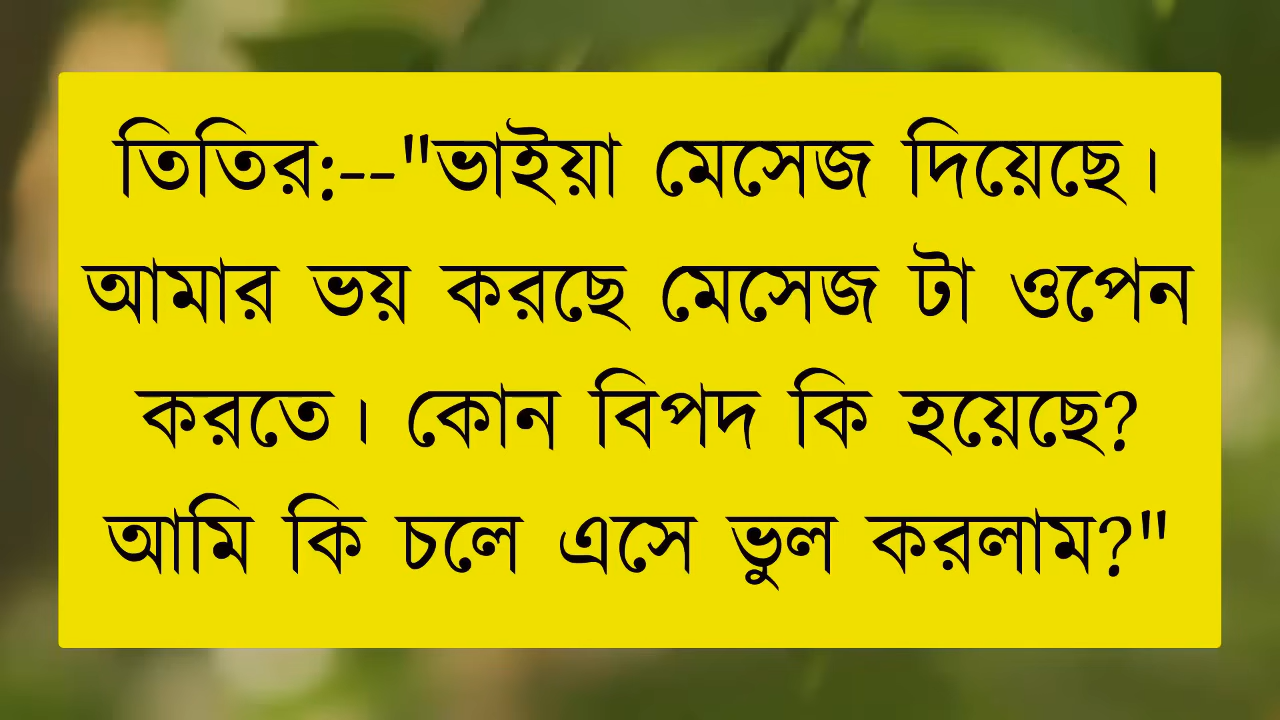 তিতির:--"ভাইয়া মেসেজ দিয়েছে।
আমার ভয় করছে মেসেজ টা ওপেন
করতে। কোন বিপদ কি হয়েছে?
আমি কি চলে এসে ভুল করলাম?"